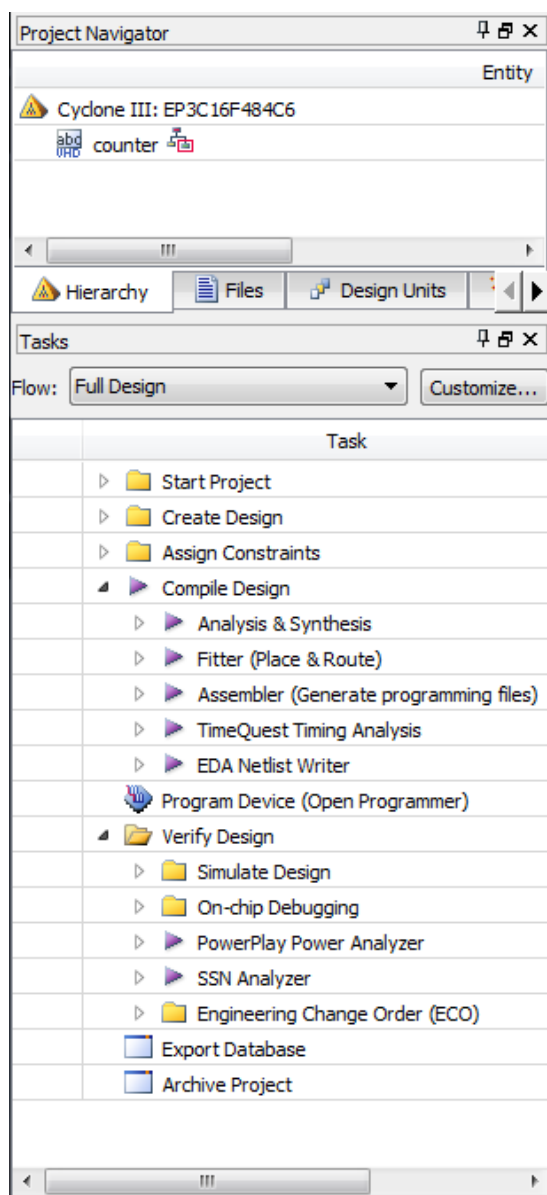 Project Navigator
Entity
Cyclone III: EP3C16F484C6
abd VHD counter
Hierarchy Files Design Units
Tasks
Flow: Full Design Customize...
Task
Start Project
Create Design
Assign Constraints
Compile Design
Analysis & Synthesis
Fitter (Place & Route)
Assembler (Generate programming files)
TimeQuest Timing Analysis
EDA Netlist Writer
Program Device (Open Programmer)
Verify Design
Simulate Design
On-chip Debugging
PowerPlay Power Analyzer
SSN Analyzer
Engineering Change Order (ECO)
Export Database
Archive Project